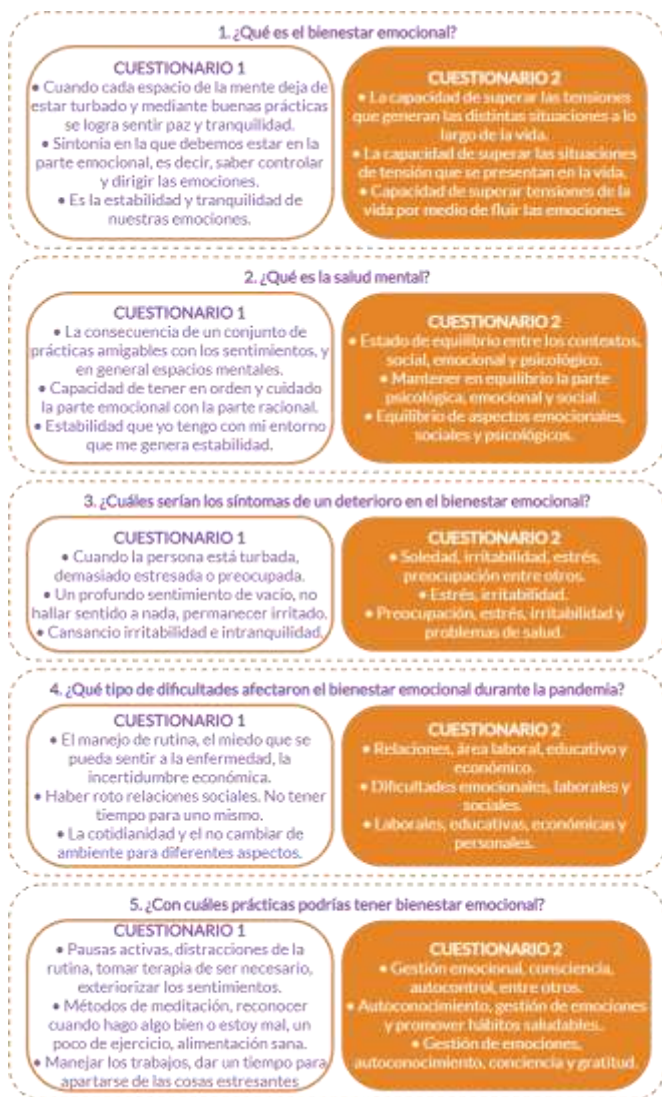 1. ¿Qué es el bienestar emocional?
CUESTIONARIO 1
● Cuando cada espacio de la mente deja de
estar turbado y mediante buenas prácticas
se logra sentir paz y tranquilidad.
● Sintonía en la que debemos estar en la
parte emocional, es decir, saber controlar
y dirigir las emociones.
● Es la estabilidad y tranquilidad de
nuestras emociones.
CUESTIONARIO 2
● La capacidad de superar las tensiones
que generan las distintas situaciones a lo
largo de la vida.
● La capacidad de superar las situaciones
de tensión que se presentan en la vida.
● Capacidad de superar tensiones de la
vida por medio de fluir las emociones.
2. ¿Qué es la salud mental?
CUESTIONARIO 1
● La consecuencia de un conjunto de
prácticas amigables con los sentimientos, y
en general espacios mentales.
● Capacidad de tener en orden y cuidado
la parte emocional con la parte racional.
● Estabilidad que yo tengo con mi entorno
que me genera estabilidad.
CUESTIONARIO 2
● Estado de equilibrio entre los contextos,
social, emocional y psicológico.
● Mantener en equilibrio la parte
psicológica, emocional y social.
● Equilibrio de aspectos emocionales,
sociales y psicológicos.
3. ¿Cuáles serían los síntomas de un deterioro en el bienestar emocional?
CUESTIONARIO 1
● Cuando la persona está turbada,
demasiado estresada o preocupada.
● Un profundo sentimiento de vacío, no
hallar sentido a nada, permanecer irritado.
● Cansancio irritabilidad e intranquilidad.
CUESTIONARIO 2
● Soledad, irritabilidad, estrés,
preocupación entre otros.
● Estrés, irritabilidad.
● Preocupación, estrés, irritabilidad y
problemas de salud.
4. ¿Qué tipo de dificultades afectaron el bienestar emocional durante la pandemia?
CUESTIONARIO 1
● El manejo de rutina, el miedo que se
pueda sentir a la enfermedad, la
incertidumbre económica.
● Haber roto relaciones sociales. No tener
tiempo para uno mismo.
● La cotidianidad y el no cambiar de
ambiente para diferentes aspectos.
CUESTIONARIO 2
● Relaciones, área laboral, educativo y
económico.
● Dificultades emocionales, laborales y
sociales.
● Laborales, educativas, económicas y
personales.
5. ¿Con cuáles prácticas podrías tener bienestar emocional?
CUESTIONARIO 1
● Pausas activas, distracciones de la
rutina, tomar terapia de ser necesario,
exteriorizar los sentimientos.
● Métodos de meditación, reconocer
cuando hago algo bien o estoy mal, un
poco de ejercicio, alimentación sana.
● Manejar los trabajos, dar un tiempo para
apartarse de las cosas estresantes
CUESTIONARIO 2
● Gestión emocional, consciencia,
autocontrol, entre otros.
● Autoconocimiento, gestión de emociones
y promover hábitos saludables.
● Gestión de emociones,
autoconocimiento, conciencia y gratitud.